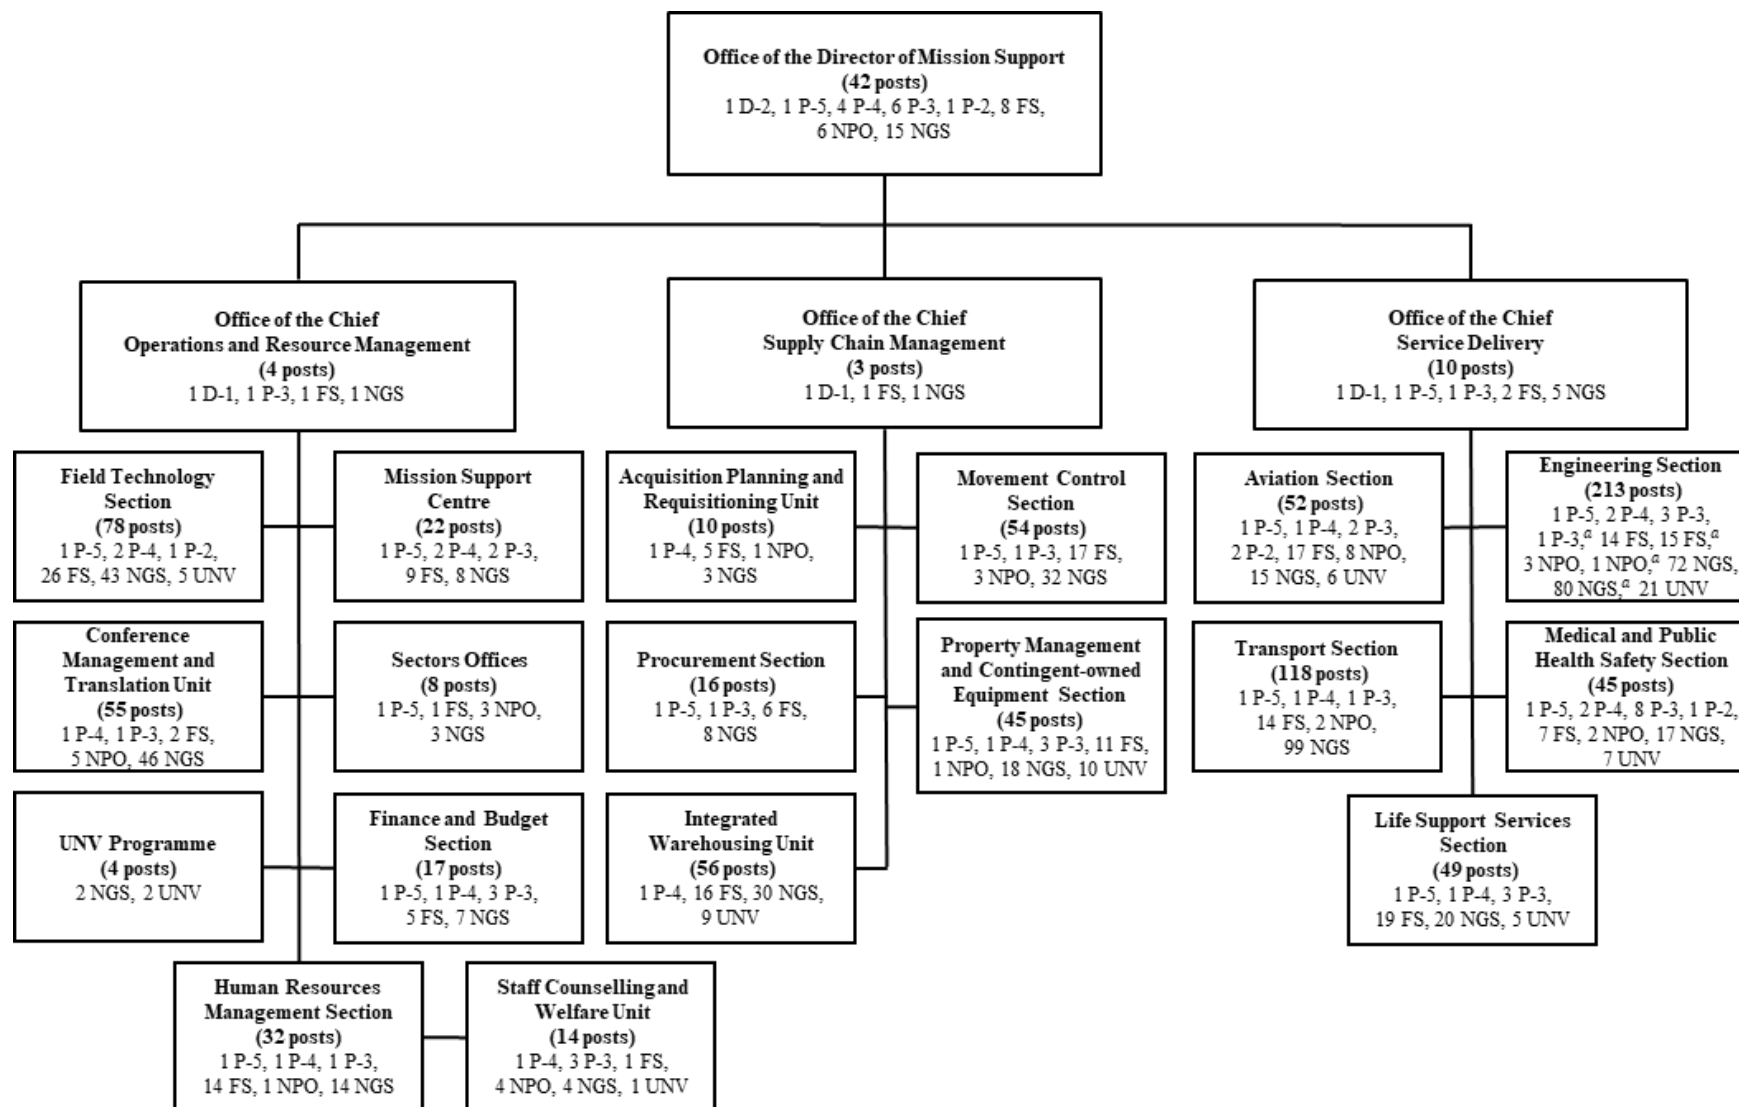 Office of the Director of Mission Support
(42 posts)
1 D-2, 1 P-5, 4 P-4, 6 P-3, 1 P-2, 8 FS,
6 NPO, 15 NGS
Office of the Chief
Operations and Resource Management
(4 posts)
1 D-1, 1 P-3, 1 FS, 1 NGS
Office of the Chief
Supply Chain Management
(3 posts)
1 D-1, 1 FS, 1 NGS
Office of the Chief
Service Delivery
(10 posts)
1 D-1, 1 P-5, 1 P-3, 2 FS, 5 NGS
Field Technology
Section
(78 posts)
1 P-5, 2 P-4, 1 P-2,
26 FS, 43 NGS, 5 UNV
Mission Support
Centre
(22 posts)
1 P-5, 2 P-4, 2 P-3,
9 FS, 8 NGS
Acquisition Planning and
Requisitioning Unit
(10 posts)
1 P-4, 5 FS, 1 NPO,
3 NGS
Movement Control
Section
(54 posts)
1 P-5, 1 P-3, 17 FS,
3 NPO, 32 NGS
Aviation Section
(52 posts)
1 P-5, 1 P-4, 2 P-3,
2 P-2, 17 FS, 8 NPO,
15 NGS, 6 UNV
Engineering Section
(213 posts)
1 P-5, 2 P-4, 3 P-3,
1 P-3,ᵃ 14 FS, 15 FS,ᵃ
3 NPO, 1 NPO,ᵃ 72 NGS,
80 NGS,ᵃ 21 UNV
Conference
Management and
Translation Unit
(55 posts)
1 P-4, 1 P-3, 2 FS,
5 NPO, 46 NGS
Sectors Offices
(8 posts)
1 P-5, 1 FS, 3 NPO,
3 NGS
Procurement Section
(16 posts)
1 P-5, 1 P-3, 6 FS,
8 NGS
Property Management
and Contingent-owned
Equipment Section
(45 posts)
1 P-5, 1 P-4, 3 P-3, 11 FS,
1 NPO, 18 NGS, 10 UNV
Transport Section
(118 posts)
1 P-5, 1 P-4, 1 P-3,
14 FS, 2 NPO,
99 NGS
Medical and Public
Health Safety Section
(45 posts)
1 P-5, 2 P-4, 8 P-3, 1 P-2,
7 FS, 2 NPO, 17 NGS,
7 UNV
UNV Programme
(4 posts)
2 NGS, 2 UNV
Finance and Budget
Section
(17 posts)
1 P-5, 1 P-4, 3 P-3,
5 FS, 7 NGS
Integrated
Warehousing Unit
(56 posts)
1 P-4, 16 FS, 30 NGS,
9 UNV
Life Support Services
Section
(49 posts)
1 P-5, 1 P-4, 3 P-3,
19 FS, 20 NGS, 5 UNV
Human Resources
Management Section
(32 posts)
1 P-5, 1 P-4, 1 P-3,
14 FS, 1 NPO, 14 NGS
Staff Counselling and
Welfare Unit
(14 posts)
1 P-4, 3 P-3, 1 FS,
4 NPO, 4 NGS, 1 UNV